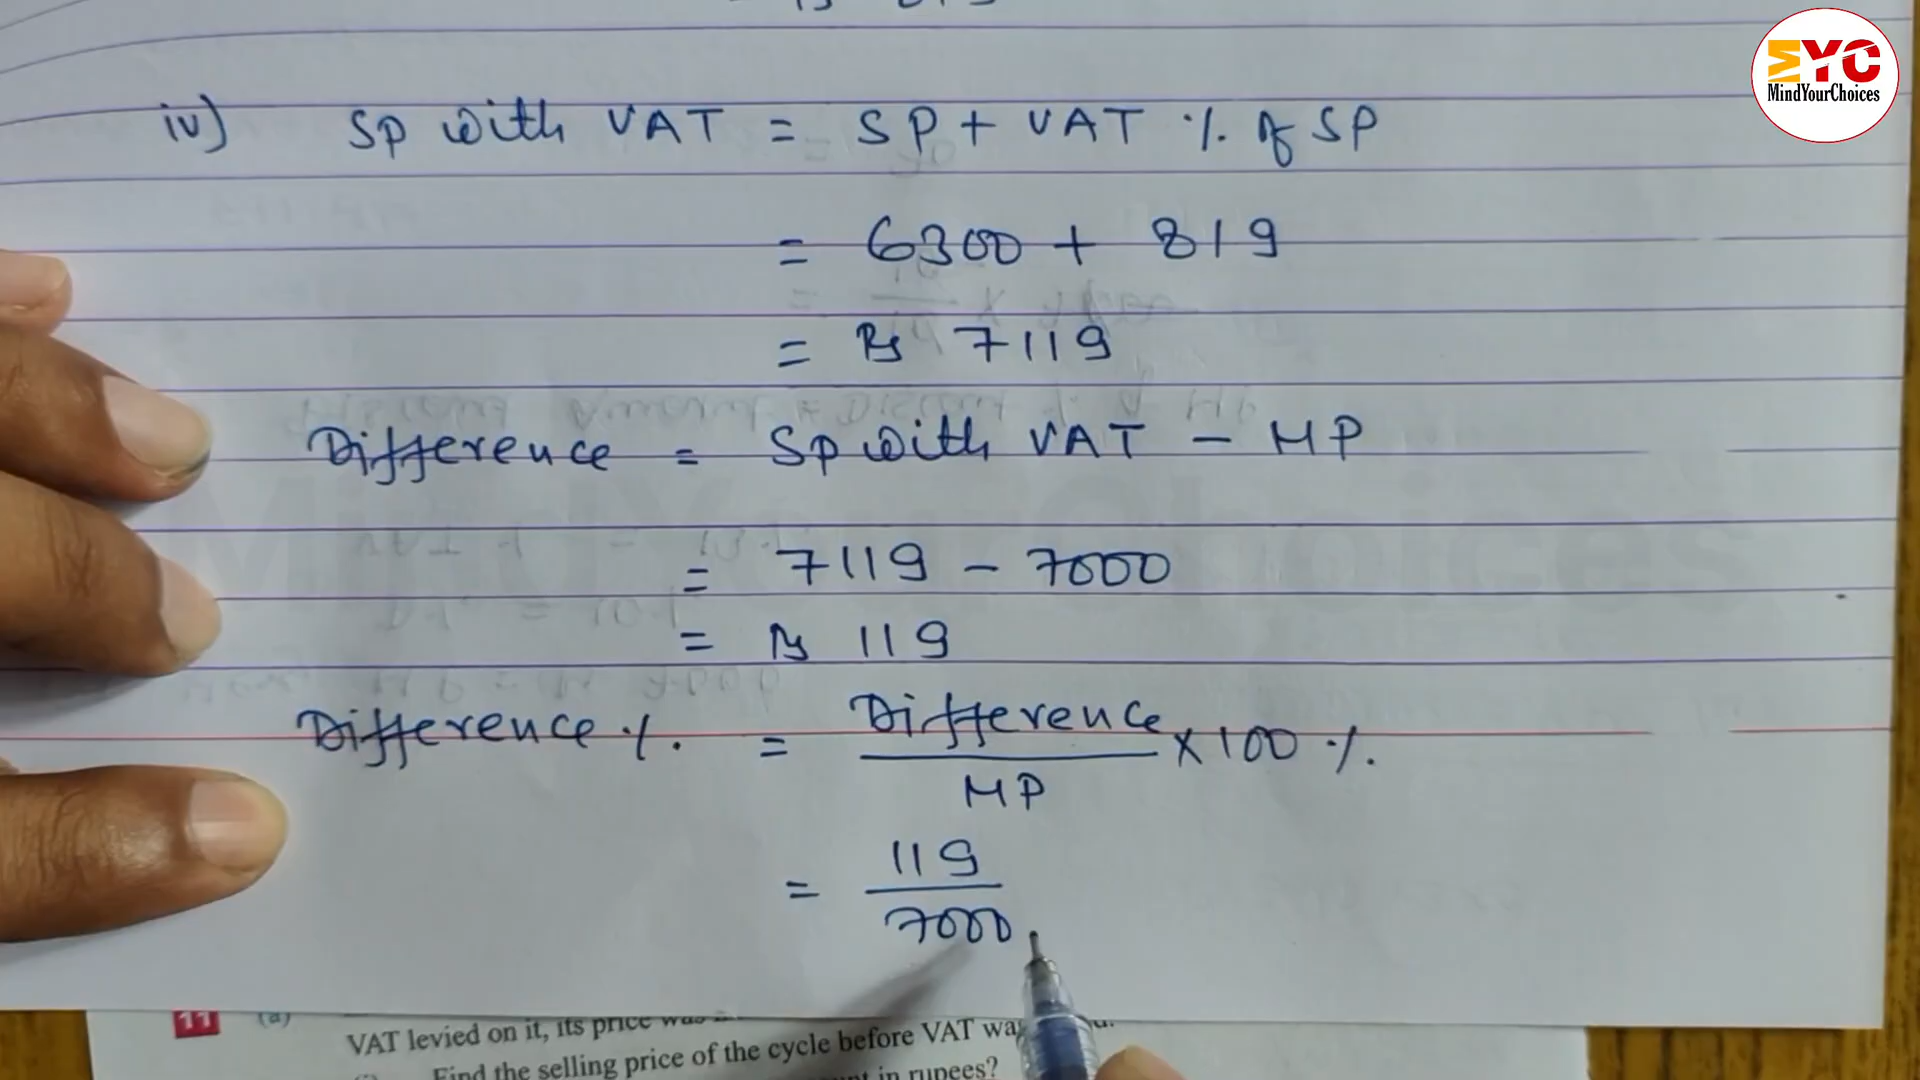 MYC
MindYourChoices
iv) SP with VAT = SP + VAT % of SP
= 6300 + 819
= Rs 7119
Difference = SP with VAT - MP
= 7119 - 7000
= Rs 119
Difference % = Difference / MP × 100 %
= 119 / 7000
11 (a)
VAT levied on it, its price was
Find the selling price of the cycle before VAT
in rupees?